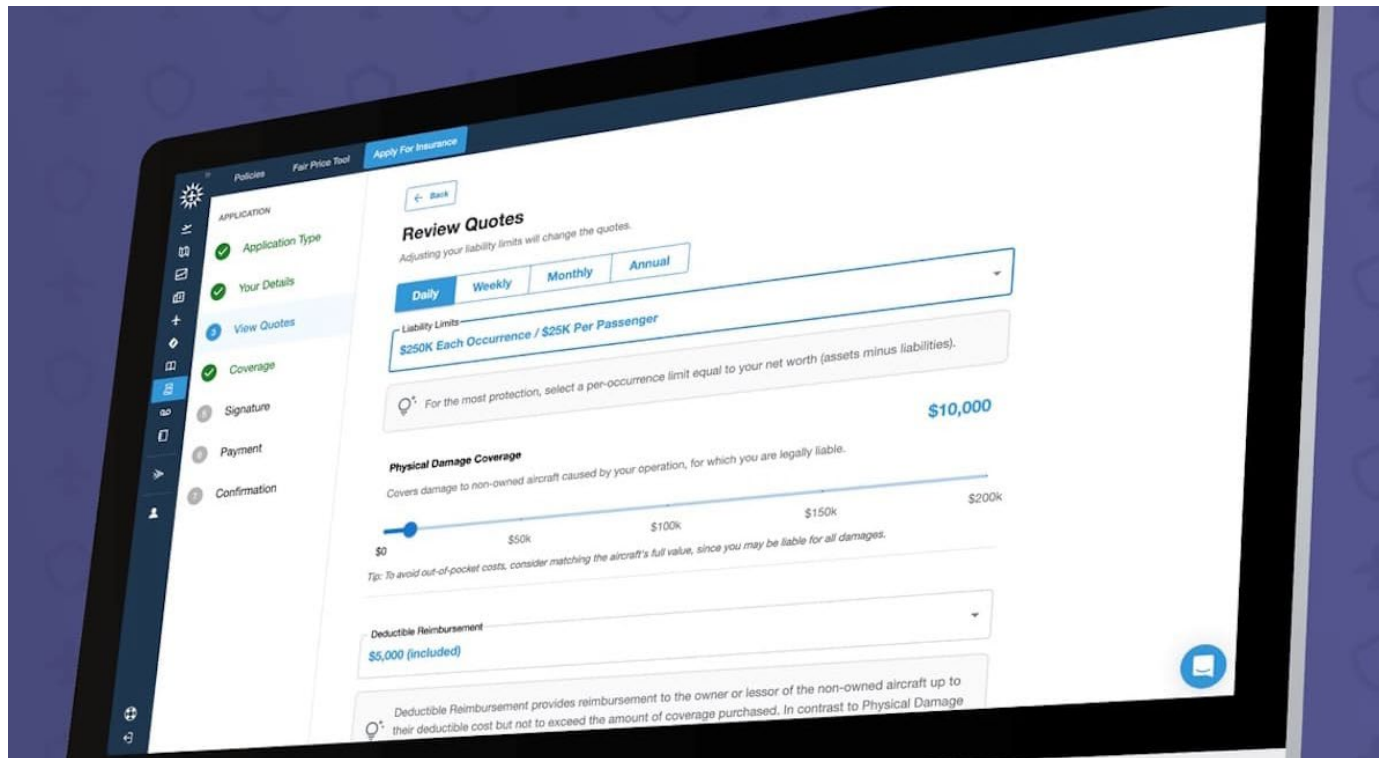 Policies
Fair Price Tool
Apply For Insurance
APPLICATION
Application Type
Your Details
3 View Quotes
Coverage
5 Signature
6 Payment
7 Confirmation
← Back
Review Quotes
Adjusting your liability limits will change the quotes.
Daily
Weekly
Monthly
Annual
Liability Limits
$250K Each Occurrence / $25K Per Passenger
For the most protection, select a per-occurrence limit equal to your net worth (assets minus liabilities).
$10,000
Physical Damage Coverage
Covers damage to non-owned aircraft caused by your operation, for which you are legally liable.
$0
$50k
$100k
$150k
$200k
Tip: To avoid out-of-pocket costs, consider matching the aircraft's full value, since you may be liable for all damages.
Deductible Reimbursement
$5,000 (included)
Deductible Reimbursement provides reimbursement to the owner or lessor of the non-owned aircraft up to
their deductible cost but not to exceed the amount of coverage purchased. In contrast to Physical Damage